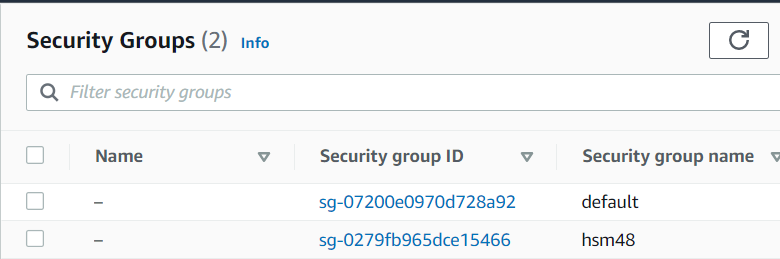 Security Groups (2) Info
Filter security groups
Name Security group ID Security group name
– sg-07200e0970d728a92 default
– sg-0279fb965dce15466 hsm48